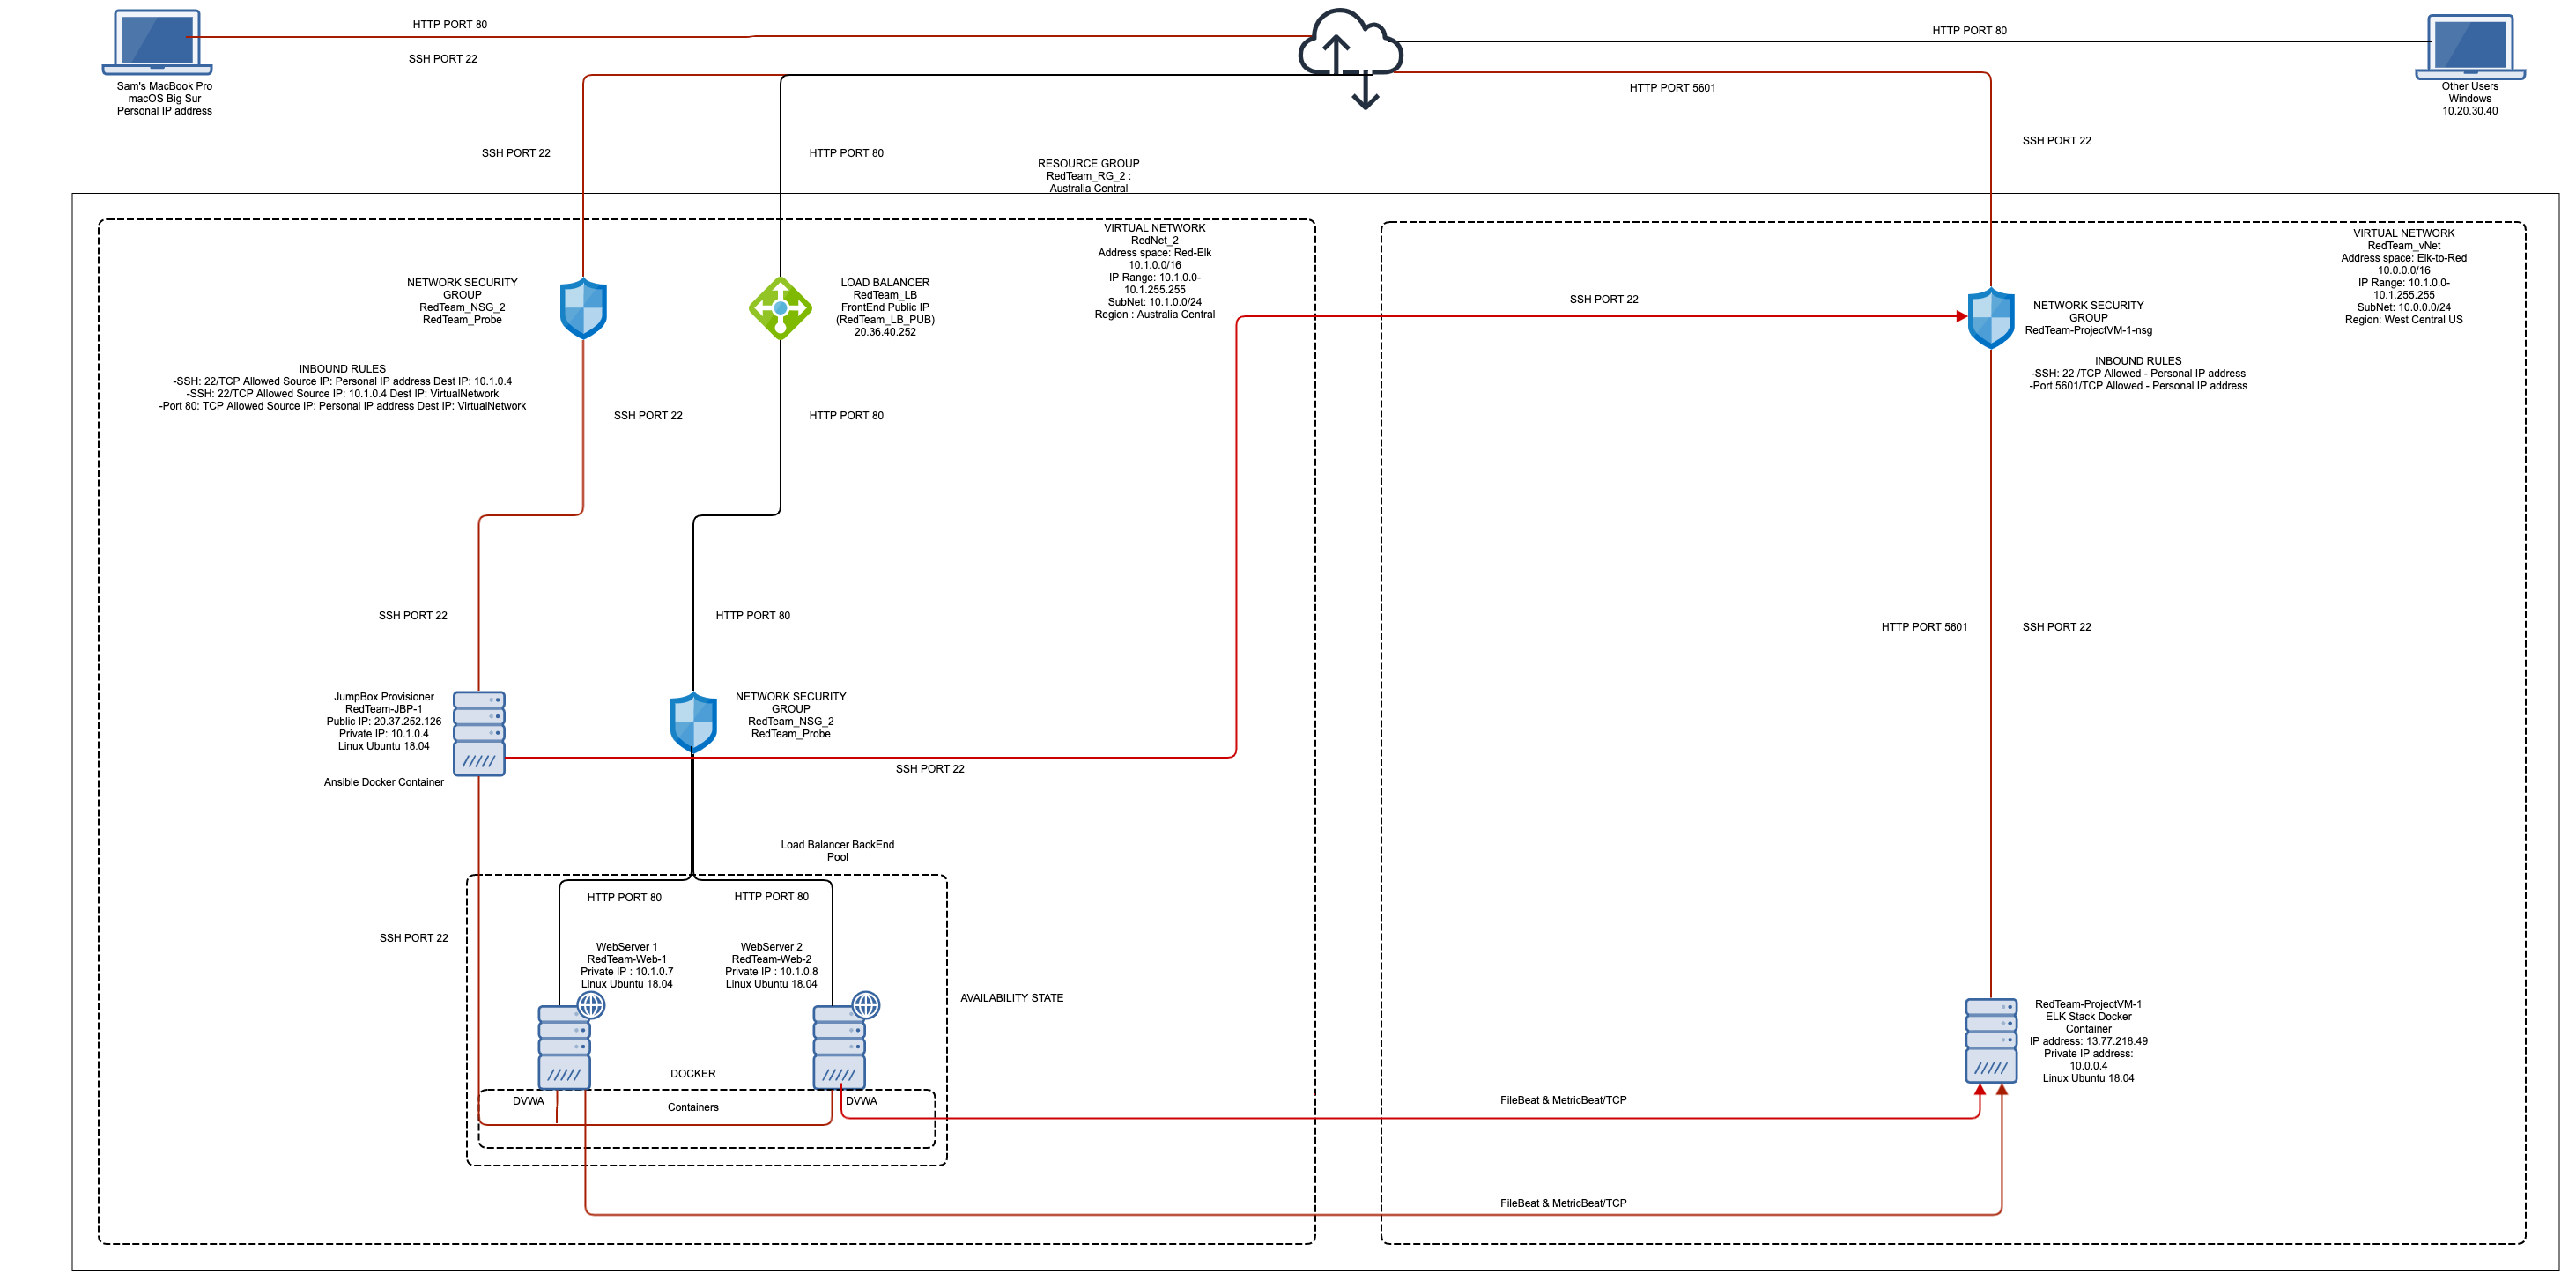 HTTP PORT 80
SSH PORT 22
Sam's MacBook Pro
macOS Big Sur
Personal IP address
HTTP PORT 80
HTTP PORT 5601
Other Users
Windows
10.20.30.40
SSH PORT 22
HTTP PORT 80
SSH PORT 22
RESOURCE GROUP
RedTeam_RG_2 :
Australia Central
VIRTUAL NETWORK
RedNet_2
Address space: Red-Elk
10.1.0.0/16
IP Range: 10.1.0.0-
10.1.255.255
SubNet: 10.1.0.0/24
Region : Australia Central
VIRTUAL NETWORK
RedTeam_vNet
Address space: Elk-to-Red
10.0.0.0/16
IP Range: 10.1.0.0-
10.1.255.255
SubNet: 10.0.0.0/24
Region: West Central US
NETWORK SECURITY
GROUP
RedTeam_NSG_2
RedTeam_Probe
LOAD BALANCER
RedTeam_LB
FrontEnd Public IP
(RedTeam_LB_PUB)
20.36.40.252
SSH PORT 22
NETWORK SECURITY
GROUP
RedTeam-ProjectVM-1-nsg
INBOUND RULES
-SSH: 22/TCP Allowed Source IP: Personal IP address Dest IP: 10.1.0.4
-SSH: 22/TCP Allowed Source IP: 10.1.0.4 Dest IP: VirtualNetwork
-Port 80: TCP Allowed Source IP: Personal IP address Dest IP: VirtualNetwork
INBOUND RULES
-SSH: 22 /TCP Allowed - Personal IP address
-Port 5601/TCP Allowed - Personal IP address
SSH PORT 22
HTTP PORT 80
SSH PORT 22
HTTP PORT 80
HTTP PORT 5601
SSH PORT 22
JumpBox Provisioner
RedTeam-JBP-1
Public IP: 20.37.252.126
Private IP: 10.1.0.4
Linux Ubuntu 18.04
Ansible Docker Container
NETWORK SECURITY
GROUP
RedTeam_NSG_2
RedTeam_Probe
SSH PORT 22
Load Balancer BackEnd
Pool
HTTP PORT 80
HTTP PORT 80
SSH PORT 22
WebServer 1
RedTeam-Web-1
Private IP : 10.1.0.7
Linux Ubuntu 18.04
WebServer 2
RedTeam-Web-2
Private IP : 10.1.0.8
Linux Ubuntu 18.04
AVAILABILITY STATE
RedTeam-ProjectVM-1
ELK Stack Docker
Container
IP address: 13.77.218.49
Private IP address:
10.0.0.4
Linux Ubuntu 18.04
DOCKER
DVWA
Containers
DVWA
FileBeat & MetricBeat/TCP
FileBeat & MetricBeat/TCP